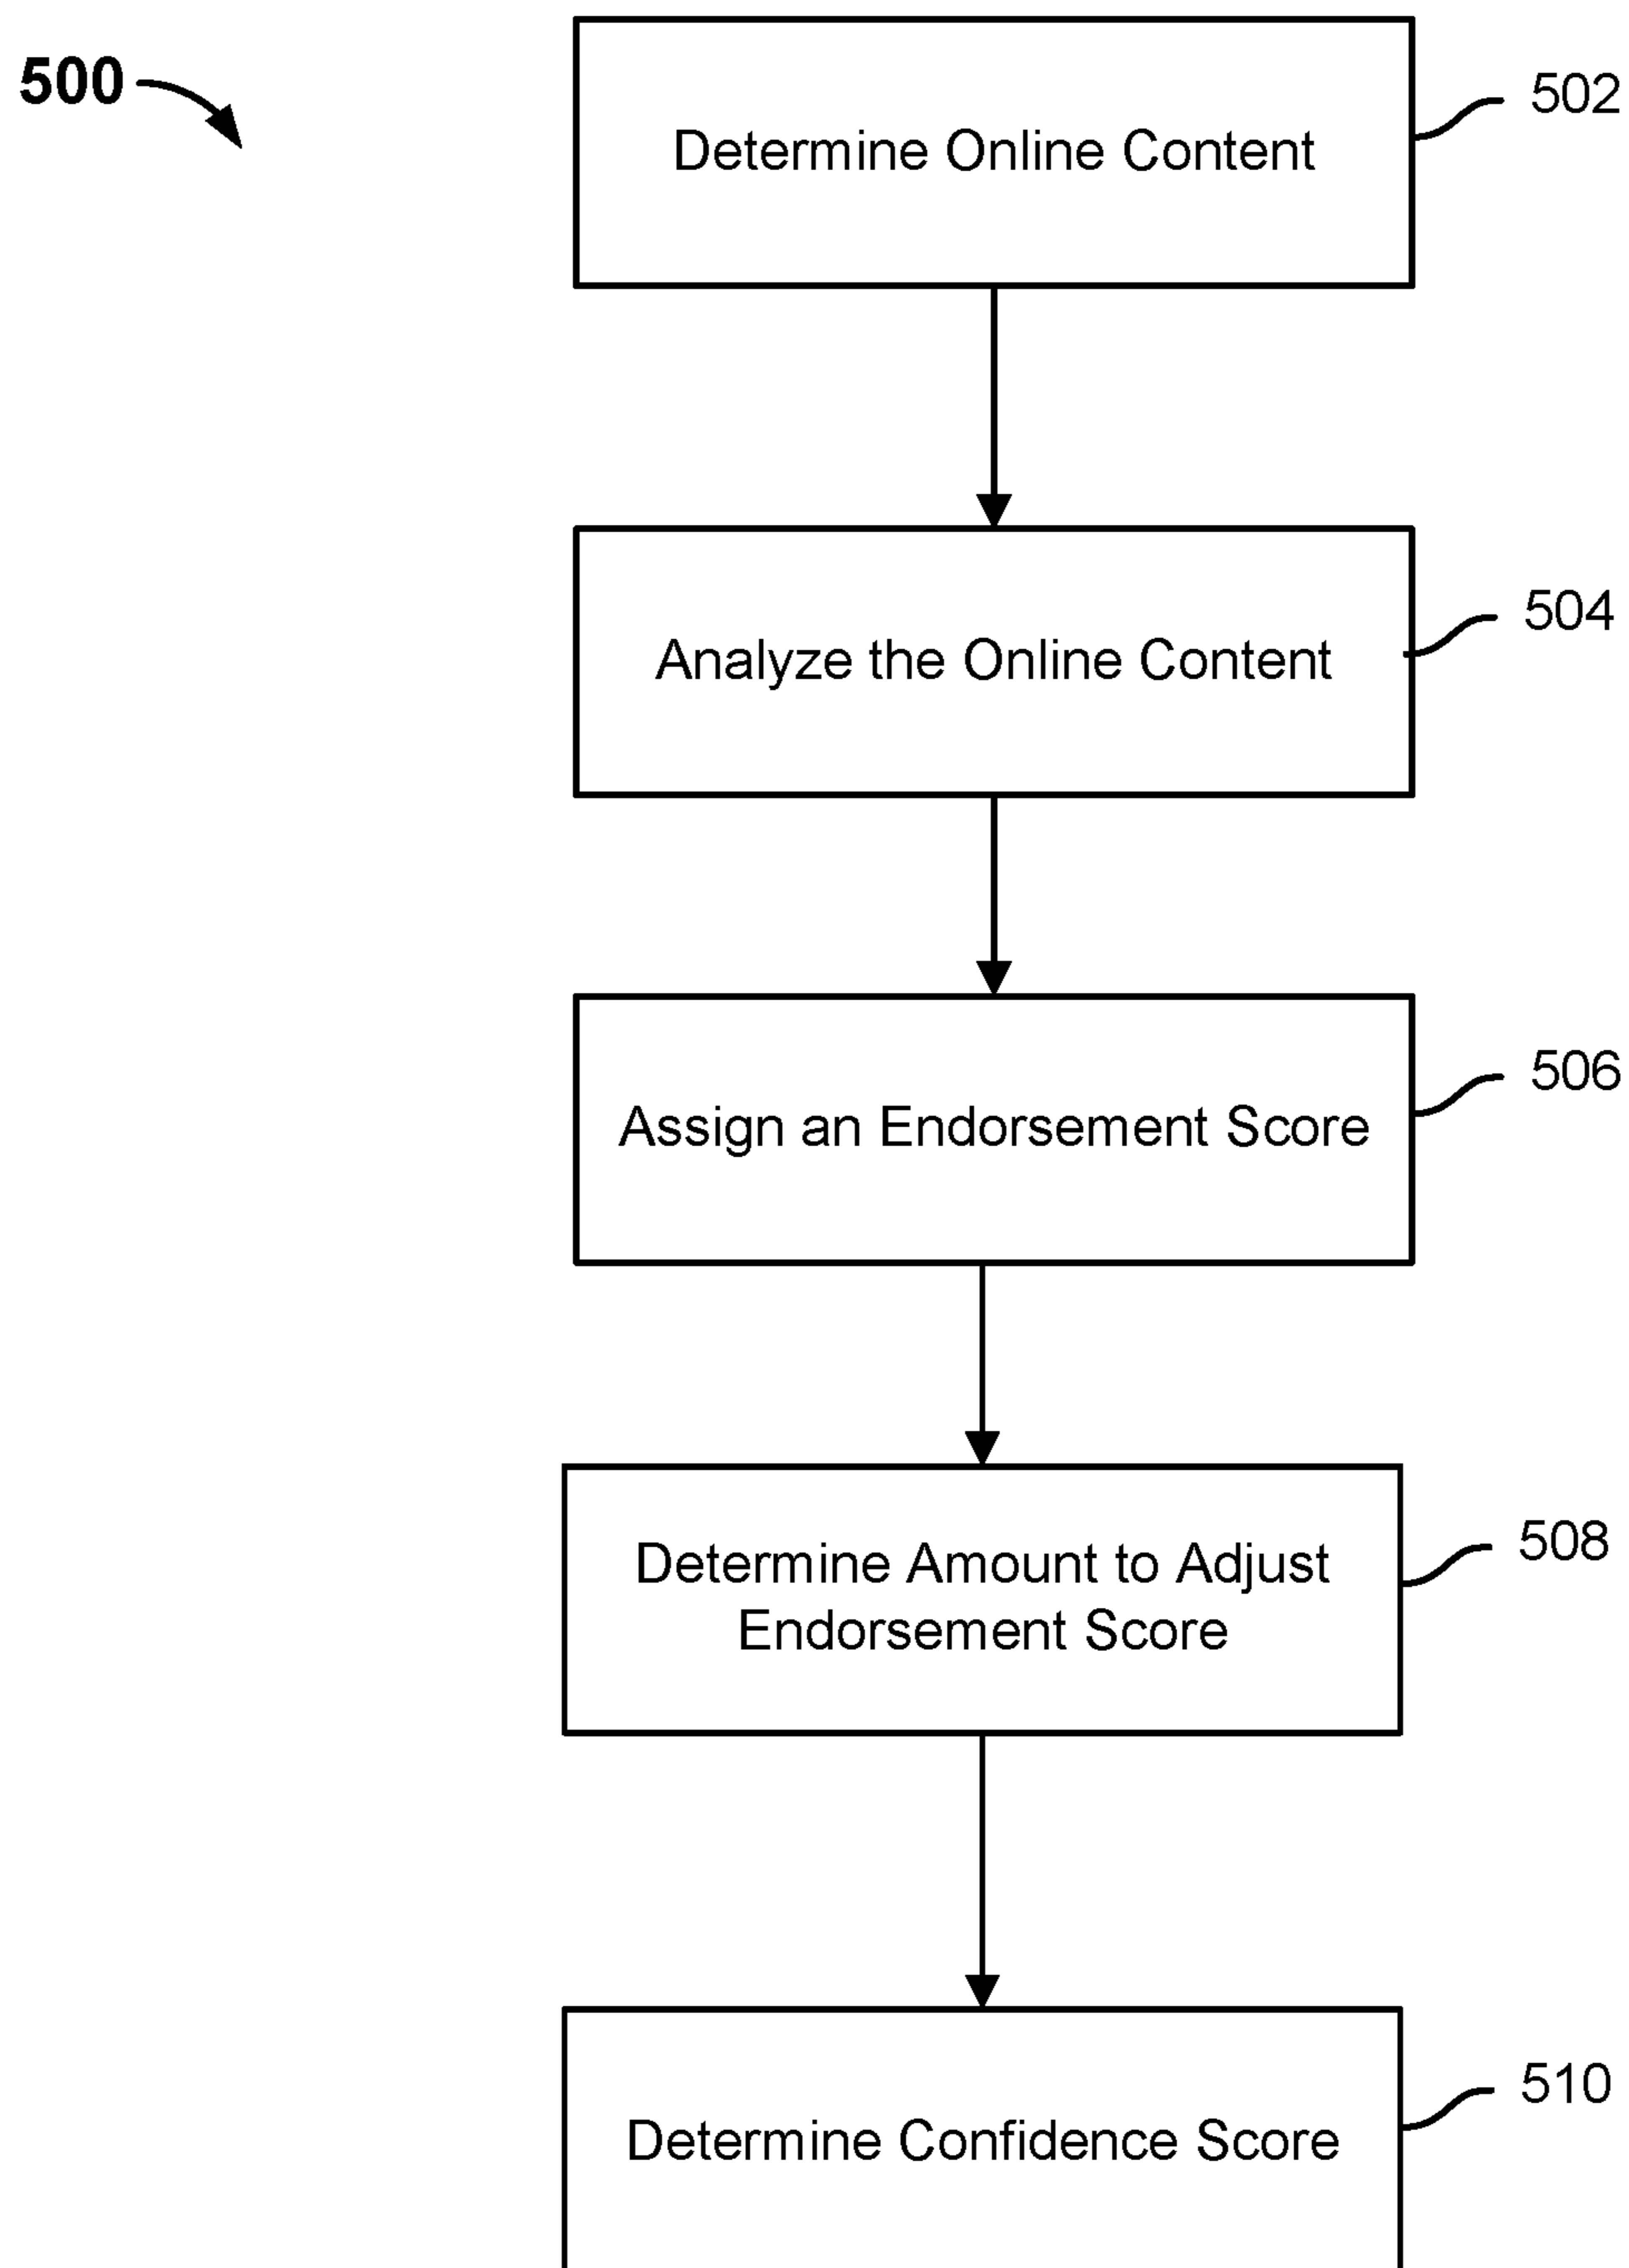 500
502
Determine Online Content
504
Analyze the Online Content
506
Assign an Endorsement Score
508
Determine Amount to Adjust
Endorsement Score
510
Determine Confidence Score